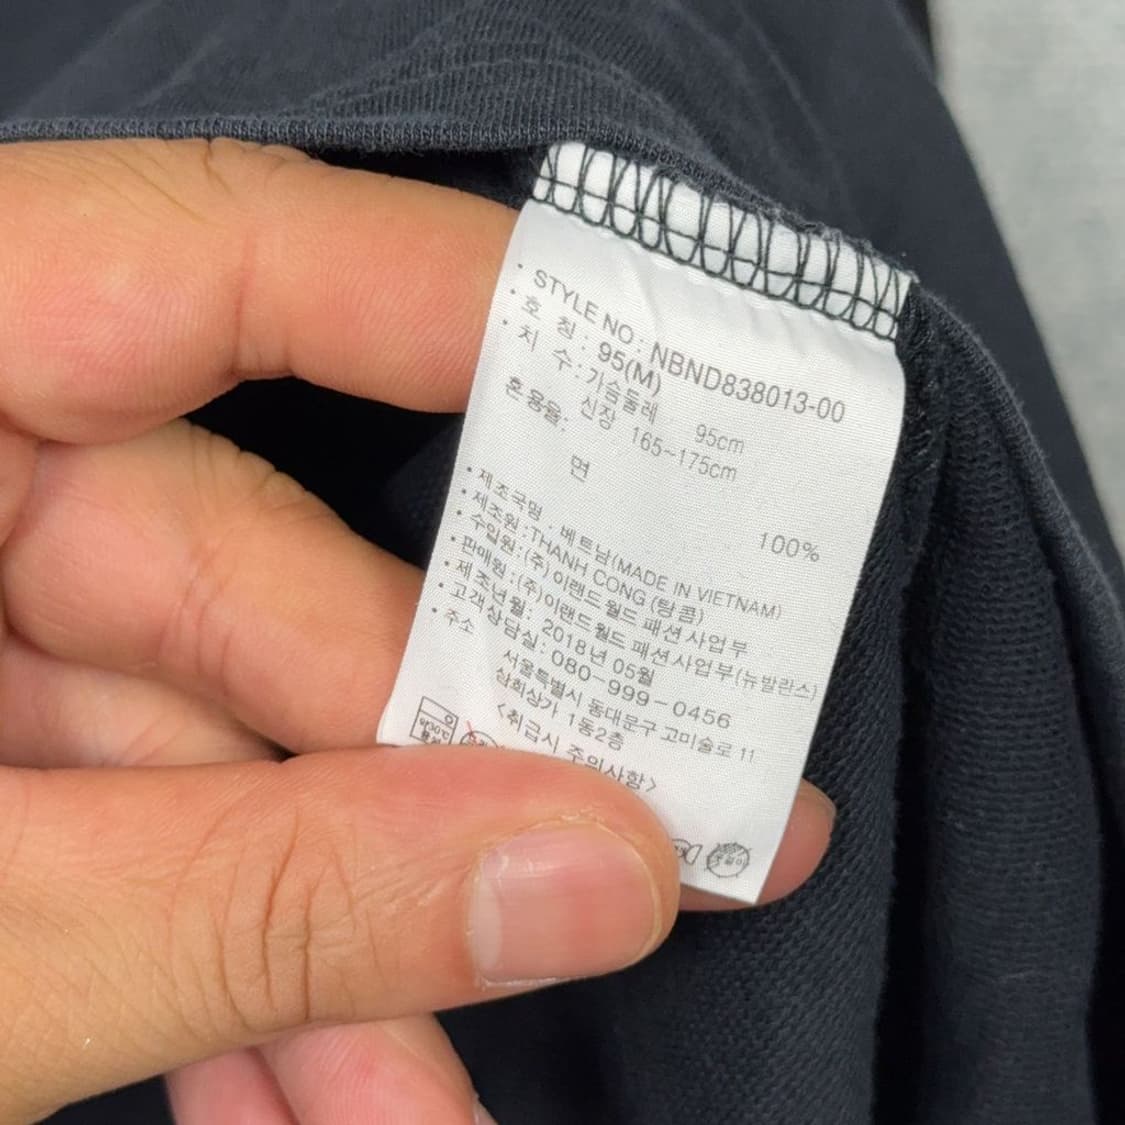 · STYLE NO : NBND838013-00
· 호 칭 : 95(M)
· 치 수 : 가슴둘레 95cm
신장 165~175cm
혼용율:
면 100%
· 제조국명 : 베트남(MADE IN VIETNAM)
· 제조원 : THANH CONG (탕콤)
· 수입원 : (주)이랜드월드 패션사업부
· 판매원 : (주)이랜드월드 패션사업부(뉴발란스)
· 제조년월: 2018년 05월
· 고객상담실: 080-999-0456
· 주소 서울특별시 동대문구 고미술로 11
삼희상가 1동2층
<취급시 주의사항>